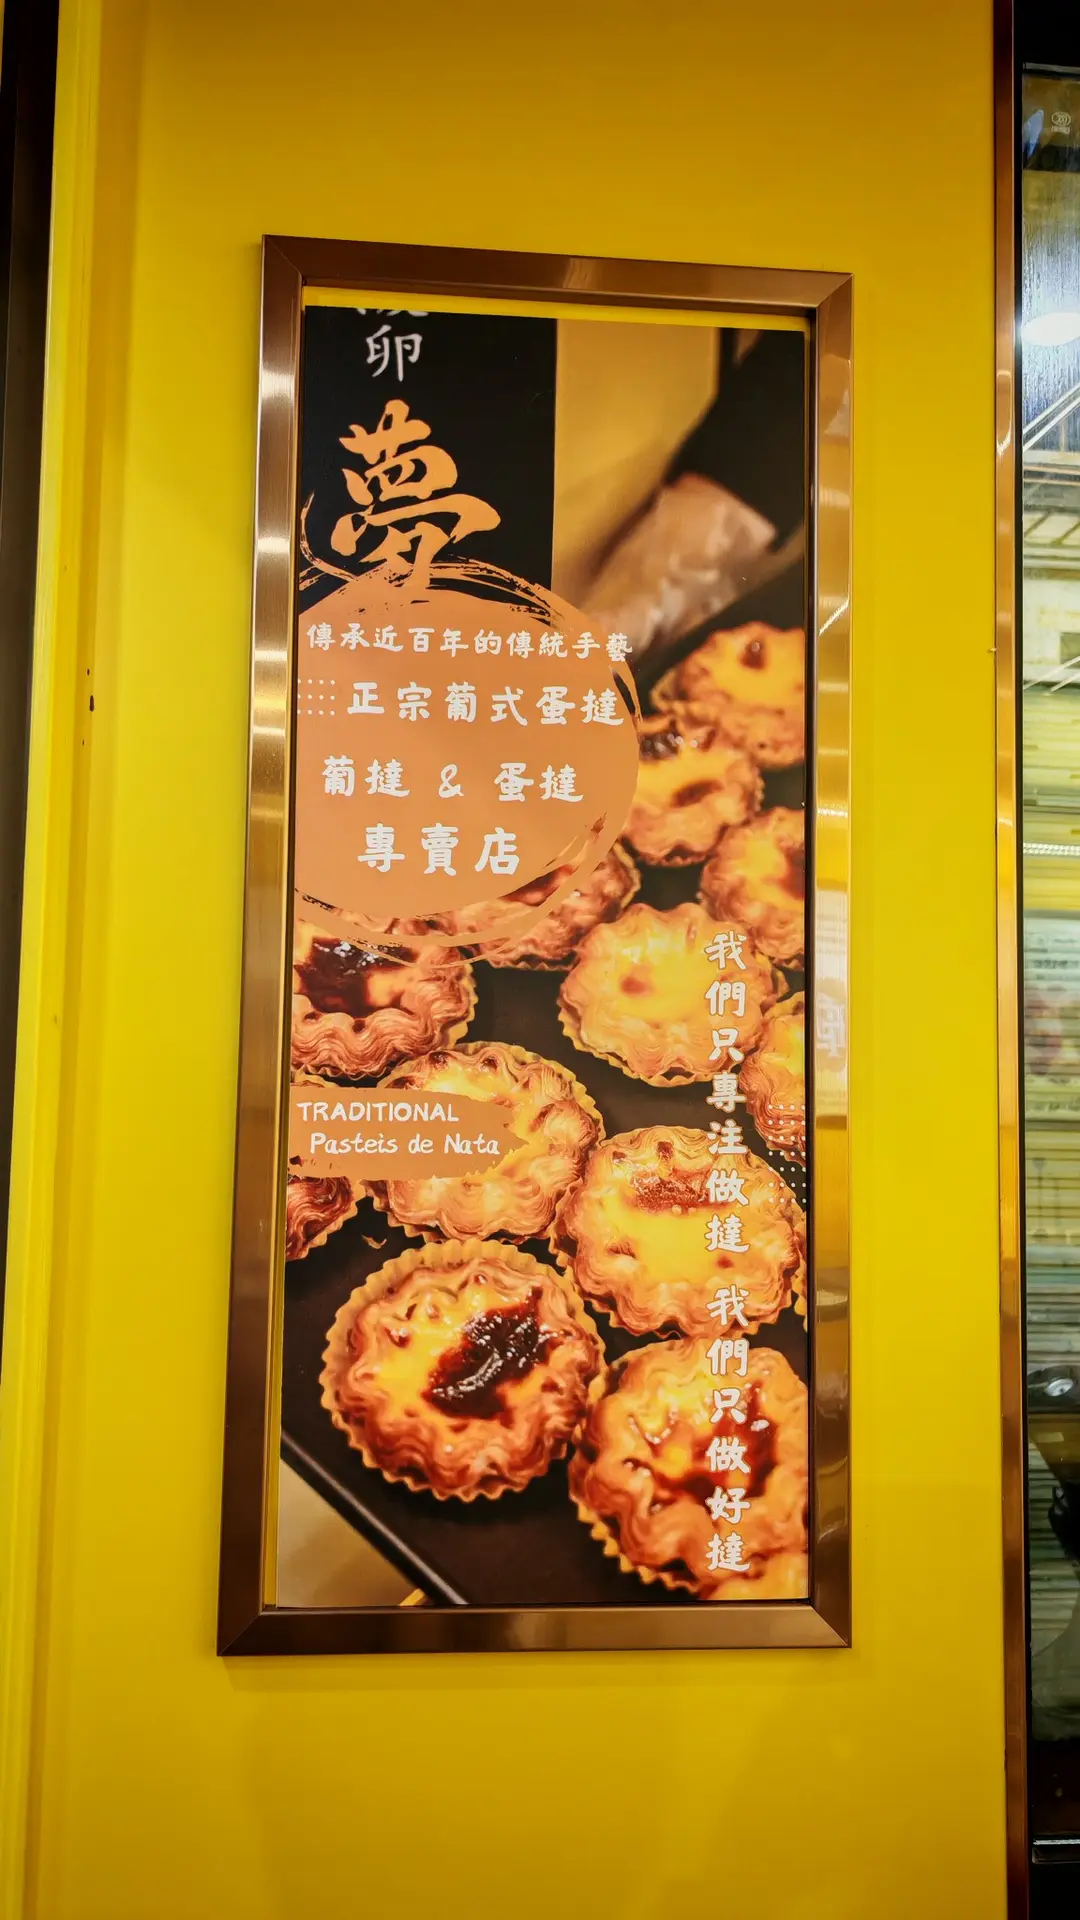 卵
夢
傳承近百年的傳統手藝
正宗葡式蛋撻
葡撻 & 蛋撻
專賣店
TRADITIONAL
Pasteis de Nata
我們只專注做撻 我們只做好撻